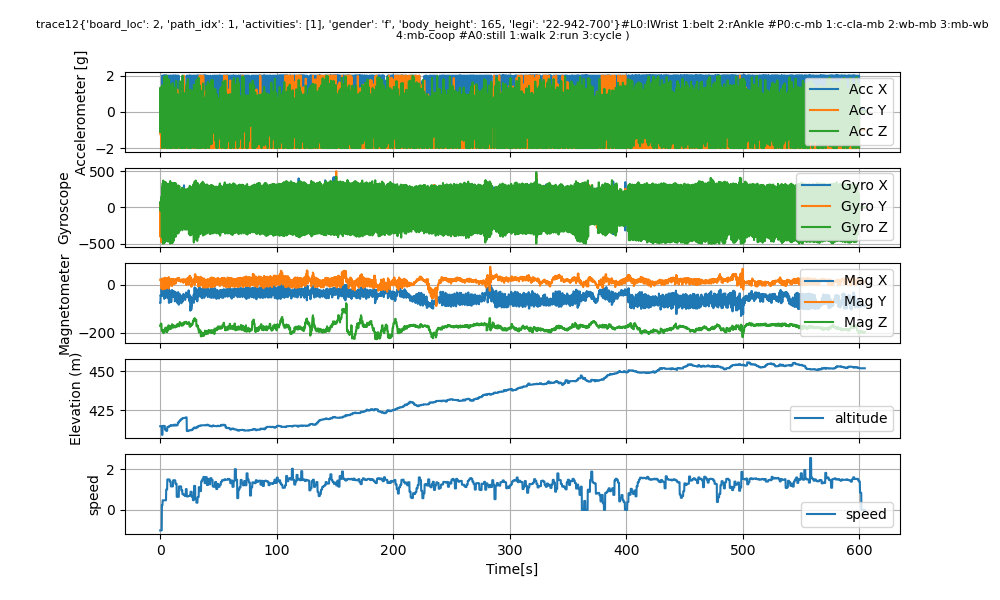 trace12{'board_loc': 2, 'path_idx': 1, 'activities': [1], 'gender': 'f', 'body_height': 165, 'legi': '22-942-700'}#L0:lWrist 1:belt 2:rAnkle #P0:c-mb 1:c-cla-mb 2:wb-mb 3:mb-wb
4:mb-coop #A0:still 1:walk 2:run 3:cycle )
Accelerometer [g]
2
0
−2
Acc X
Acc Y
Acc Z
Gyroscope
500
0
−500
Gyro X
Gyro Y
Gyro Z
Magnetometer
0
−200
Mag X
Mag Y
Mag Z
Elevation (m)
450
425
altitude
speed
2
0
speed
0 100 200 300 400 500 600
Time[s]